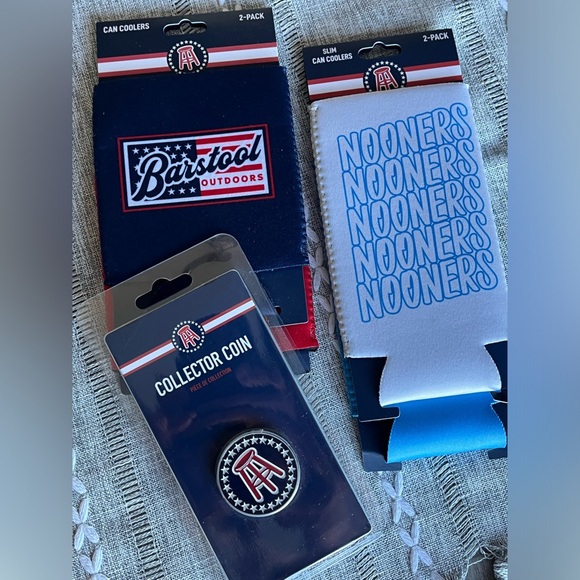 CAN COOLERS
2-PACK
Barstool
OUTDOORS
SLIM
CAN COOLERS
2-PACK
NOONERS
NOONERS
NOONERS
NOONERS
NOONERS
COLLECTOR COIN
PIÈCE DE COLLECTION